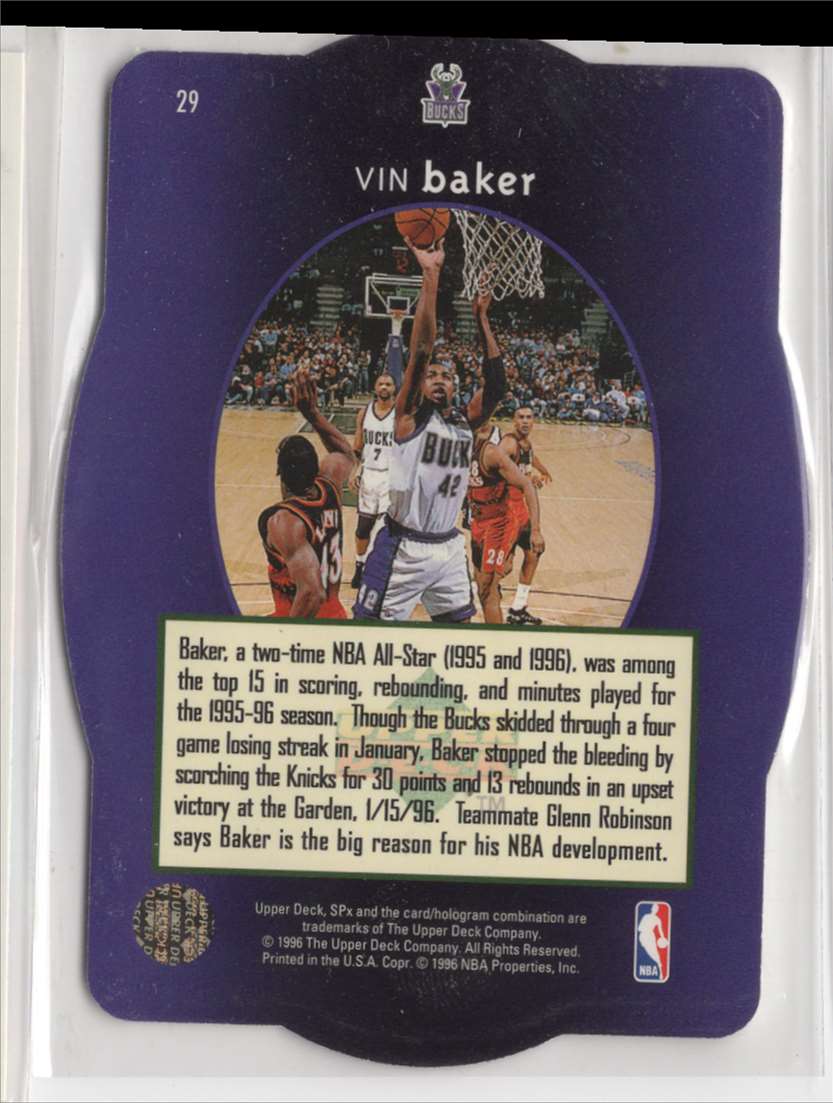 29
BUCKS
VIN baker
BUCKS
7
BUCK
42
13
28
42
Baker, a two-time NBA All-Star (1995 and 1996), was among
the top 15 in scoring, rebounding, and minutes played for
the 1995-96 season. Though the Bucks skidded through a four
game losing streak in January, Baker stopped the bleeding by
scorching the Knicks for 30 points and 13 rebounds in an upset
victory at the Garden, 1/15/96. Teammate Glenn Robinson
says Baker is the big reason for his NBA development.
UPPER
DECK
TM
Upper Deck, SPx and the card/hologram combination are
trademarks of The Upper Deck Company.
© 1996 The Upper Deck Company. All Rights Reserved.
Printed in the U.S.A. Copr. © 1996 NBA Properties, Inc.
NBA